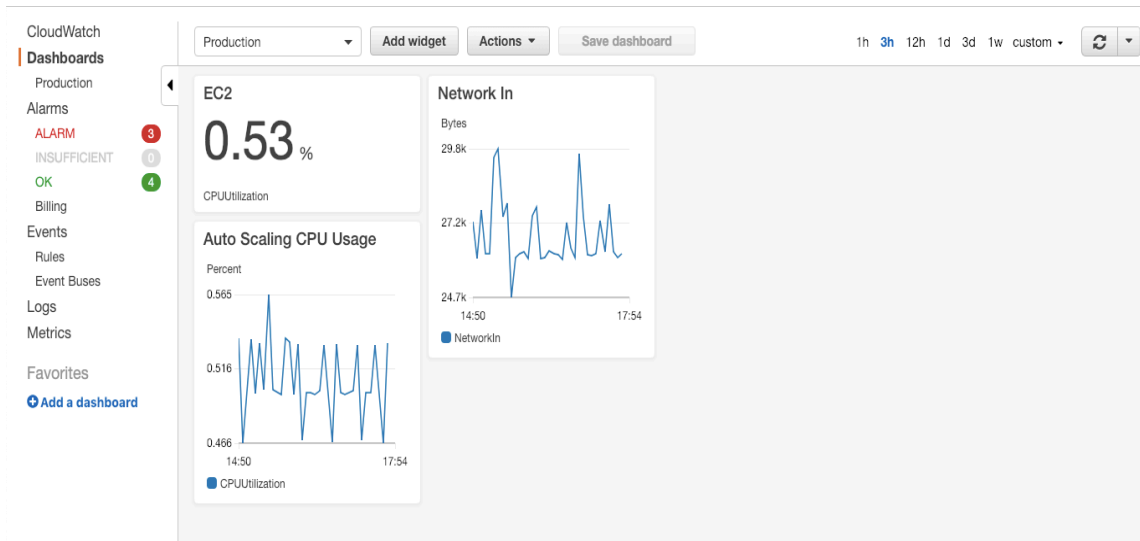 CloudWatch
Dashboards
Production
Alarms
ALARM 3
INSUFFICIENT 0
OK 4
Billing
Events
Rules
Event Buses
Logs
Metrics
Favorites
Add a dashboard
Production Add widget Actions Save dashboard 1h 3h 12h 1d 3d 1w custom
EC2
0.53 %
CPUUtilization
Network In
Bytes
29.8k
27.2k
24.7k
14:50 17:54
NetworkIn
Auto Scaling CPU Usage
Percent
0.565
0.516
0.466
14:50 17:54
CPUUtilization